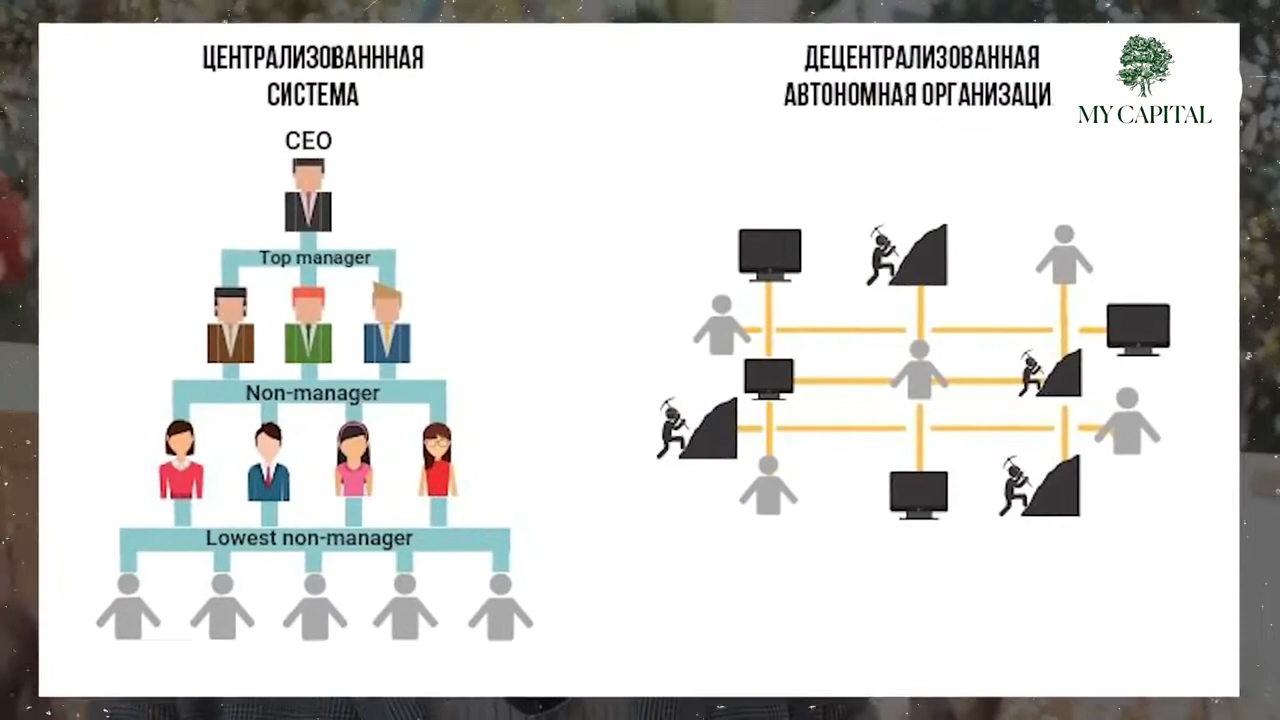 ЦЕНТРАЛИЗОВАНННАЯ
СИСТЕМА
CEO
Top manager
Non-manager
Lowest non-manager
ДЕЦЕНТРАЛИЗОВАННАЯ
АВТОНОМНАЯ ОРГАНИЗАЦИ
MY CAPITAL